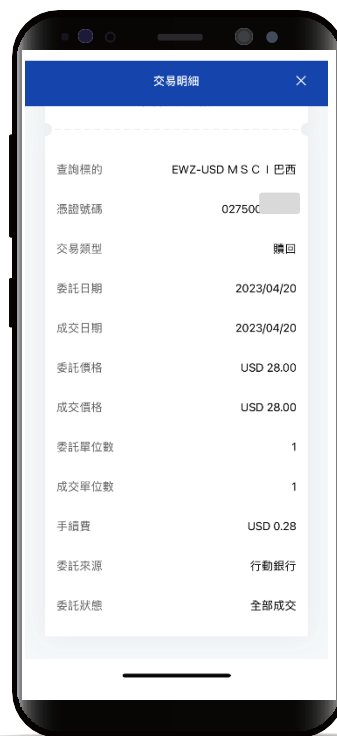 交易明細
查詢標的 EWZ-USD ＭＳＣＩ巴西
憑證號碼 027500
交易類型 贖回
委託日期 2023/04/20
成交日期 2023/04/20
委託價格 USD 28.00
成交價格 USD 28.00
委託單位數 1
成交單位數 1
手續費 USD 0.28
委託來源 行動銀行
委託狀態 全部成交